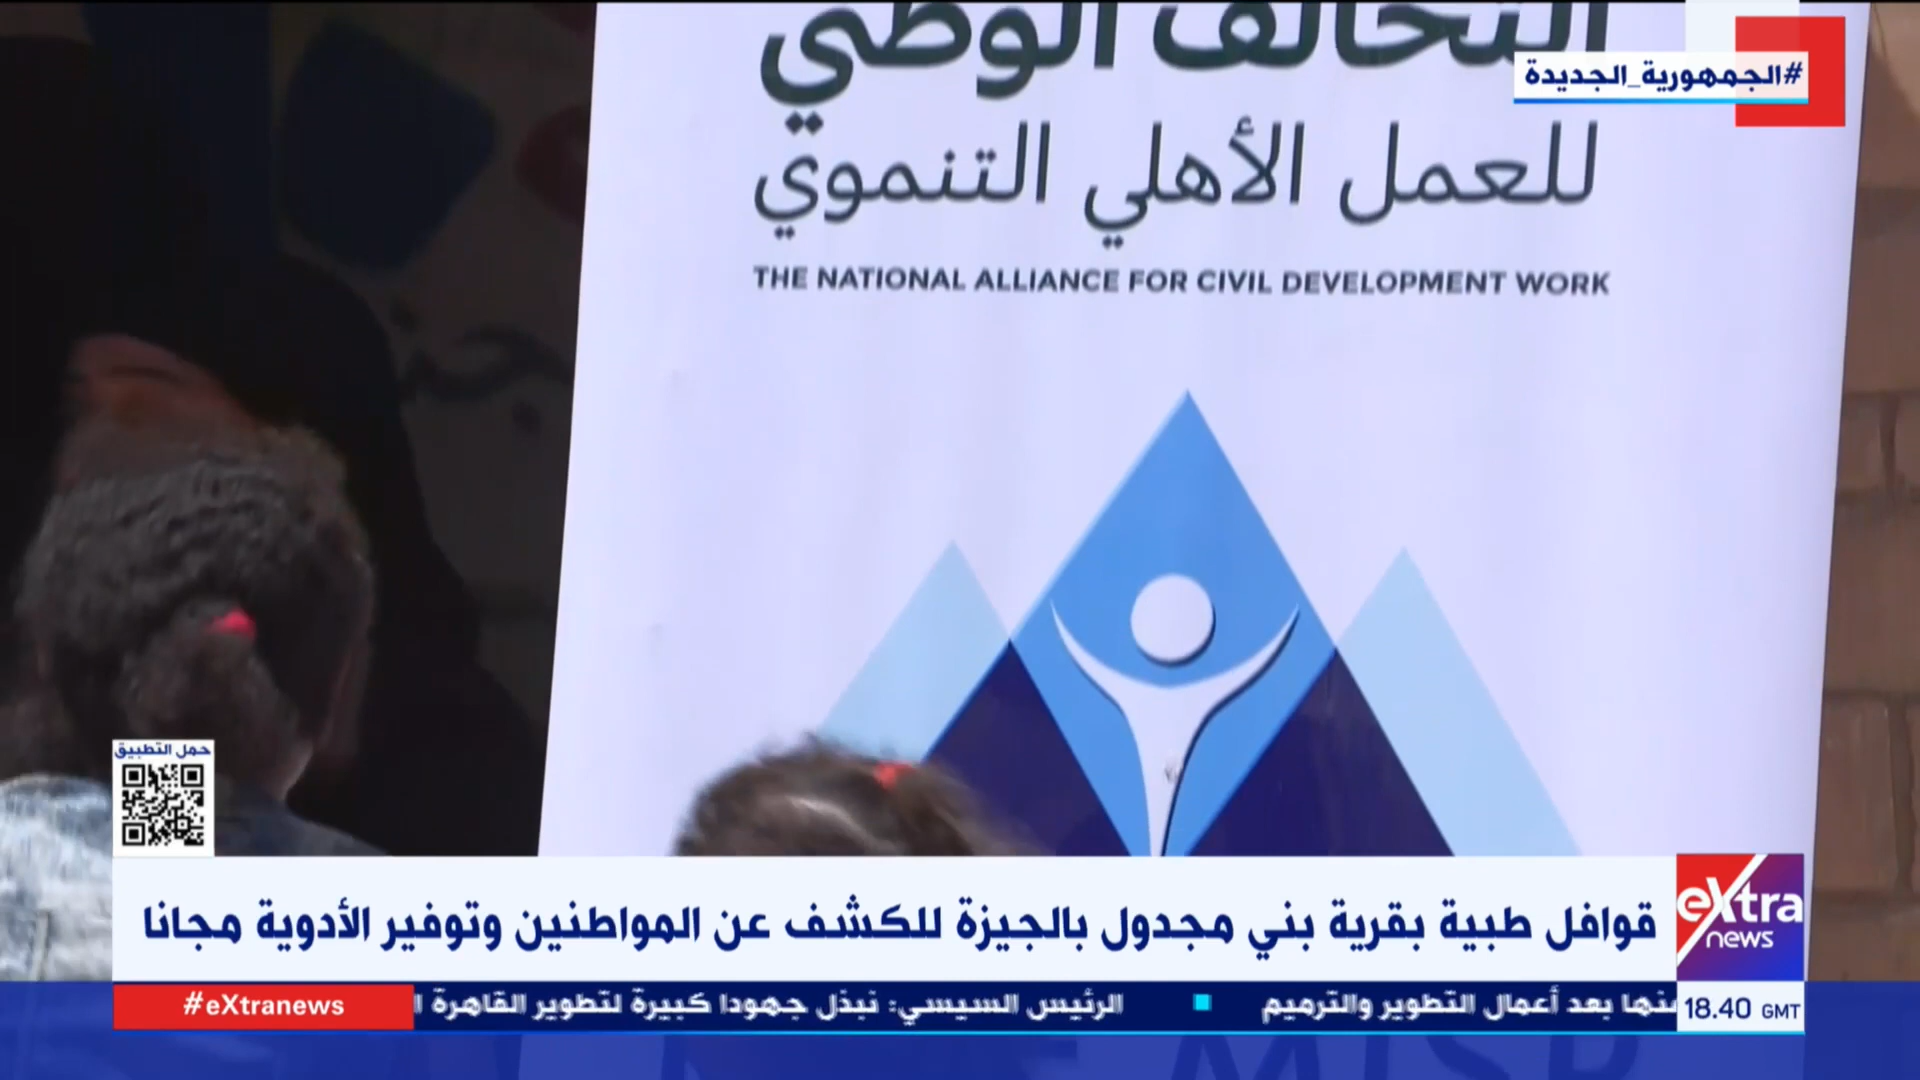 التحالف الوطني
#الجمهورية_الجديدة
للعمل الأهلي التنموي
THE NATIONAL ALLIANCE FOR CIVIL DEVELOPMENT WORK
حمل التطبيق
قوافل طبية بقرية بني مجدول بالجيزة للكشف عن المواطنين وتوفير الأدوية مجانا
eXtra
news
#eXtranews
منها بعد أعمال التطوير والترميم
الرئيس السيسي: نبذل جهودا كبيرة لتطوير القاهرة
18.40 GMT